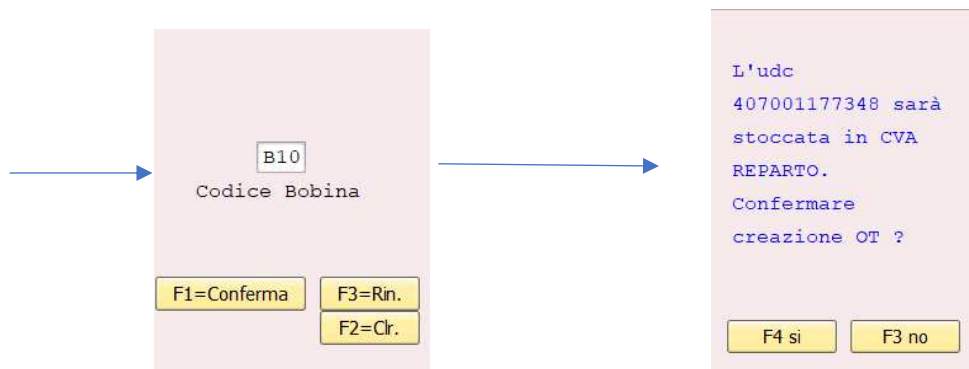 B10
Codice Bobina
F1=Conferma
F3=Rin.
F2=Clr.
L'udc
407001177348 sarà
stoccata in CVA
REPARTO.
Confermare
creazione OT ?
F4 si
F3 no